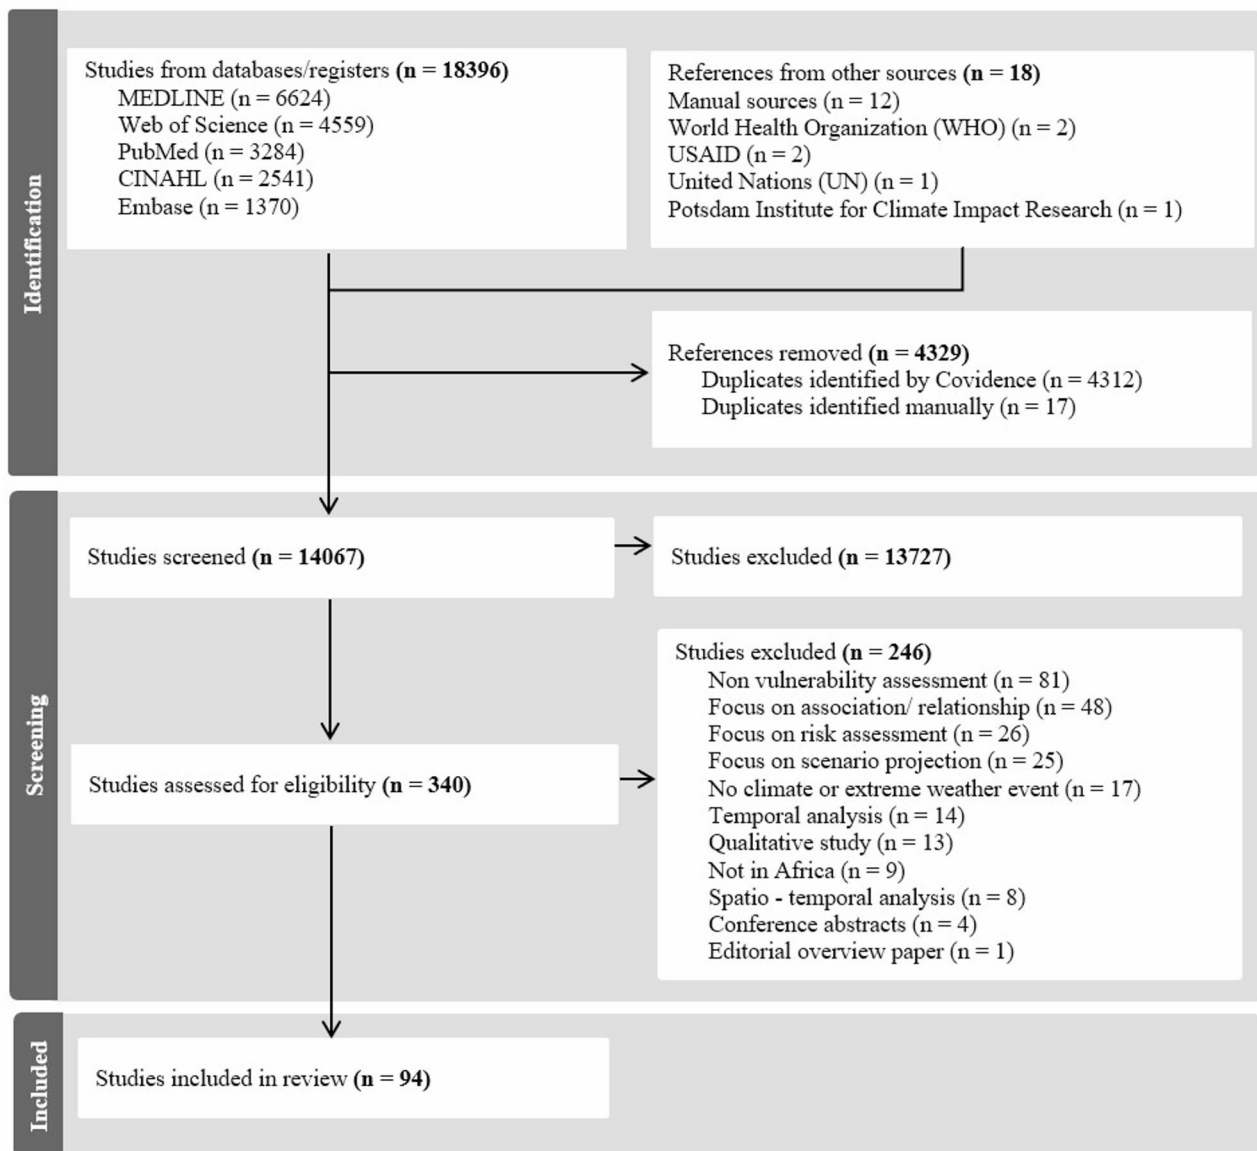 Identification
Studies from databases/registers (n = 18396)
MEDLINE (n = 6624)
Web of Science (n = 4559)
PubMed (n = 3284)
CINAHL (n = 2541)
Embase (n = 1370)
References from other sources (n = 18)
Manual sources (n = 12)
World Health Organization (WHO) (n = 2)
USAID (n = 2)
United Nations (UN) (n = 1)
Potsdam Institute for Climate Impact Research (n = 1)
References removed (n = 4329)
Duplicates identified by Covidence (n = 4312)
Duplicates identified manually (n = 17)
Screening
Studies screened (n = 14067)
Studies excluded (n = 13727)
Studies assessed for eligibility (n = 340)
Studies excluded (n = 246)
Non vulnerability assessment (n = 81)
Focus on association/ relationship (n = 48)
Focus on risk assessment (n = 26)
Focus on scenario projection (n = 25)
No climate or extreme weather event (n = 17)
Temporal analysis (n = 14)
Qualitative study (n = 13)
Not in Africa (n = 9)
Spatio - temporal analysis (n = 8)
Conference abstracts (n = 4)
Editorial overview paper (n = 1)
Included
Studies included in review (n = 94)